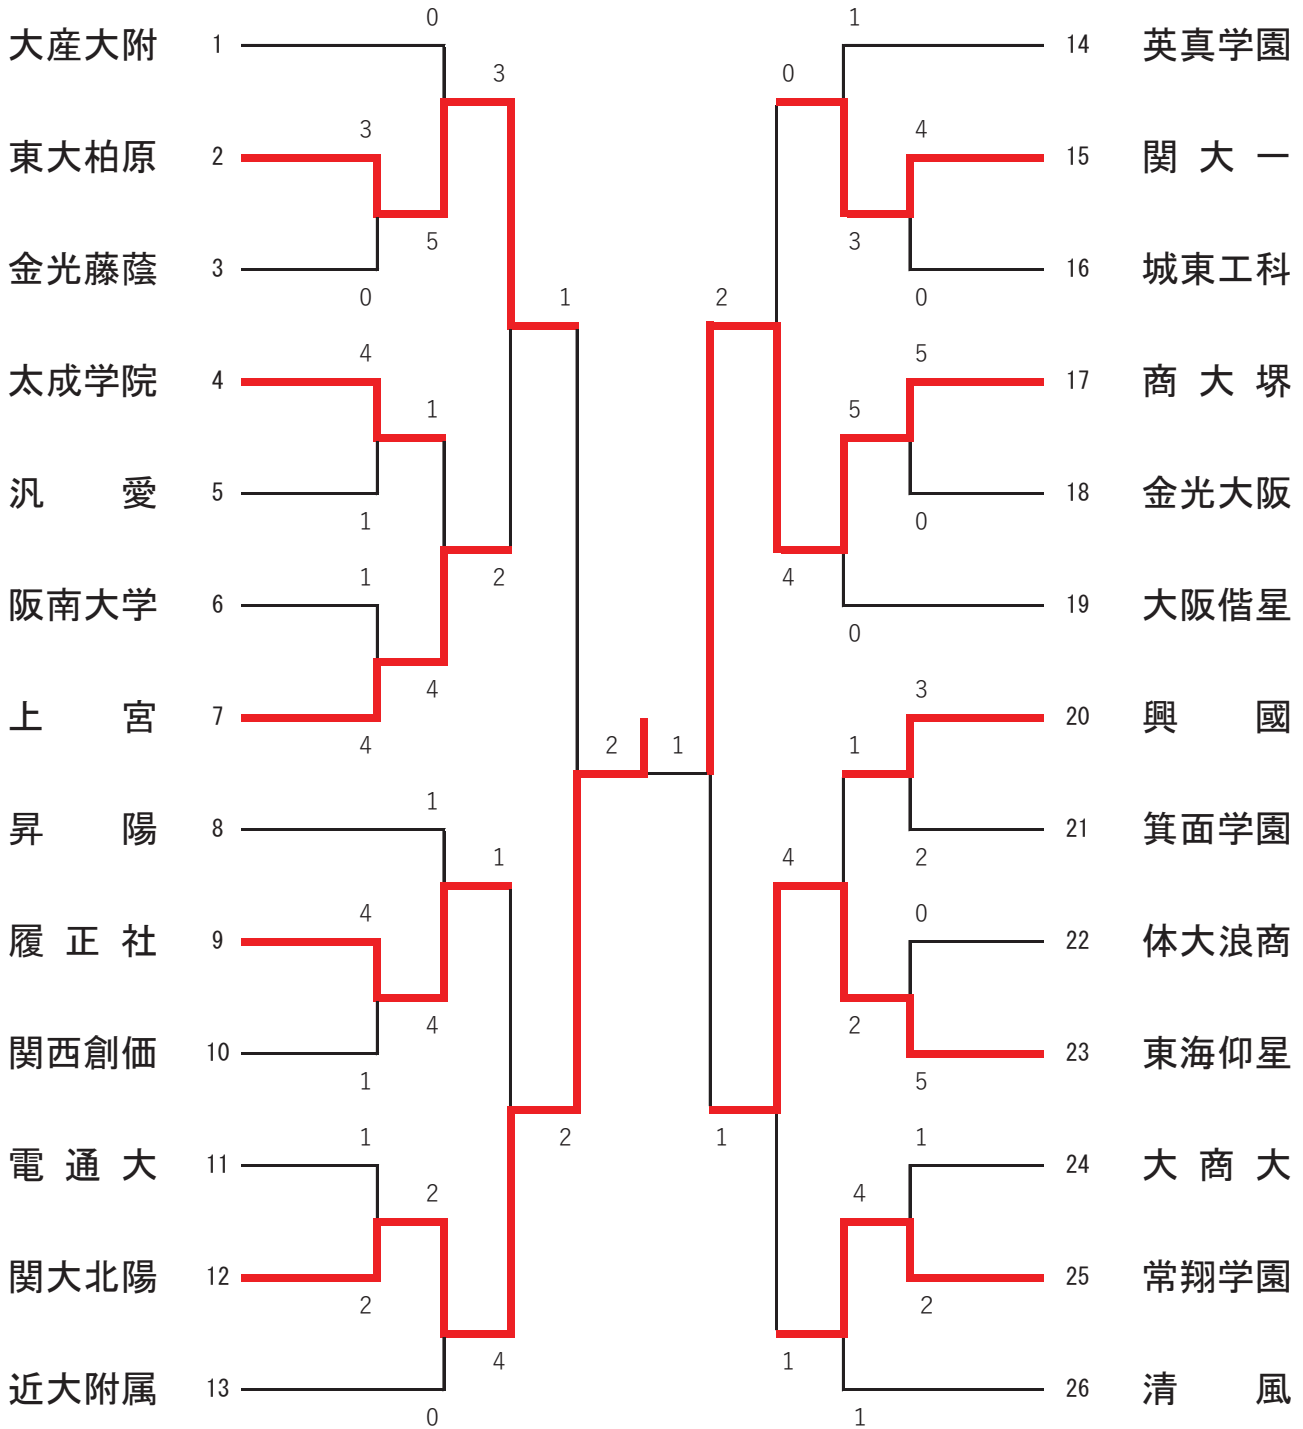 0
1
大産大附 1
14 英真学園
3
0
3
4
東大柏原 2
15 関大一
5
3
金光藤蔭 3
16 城東工科
0
1
2
0
4
5
太成学院 4
17 商大堺
1
5
汎愛 5
18 金光大阪
1
0
1
2
4
阪南大学 6
19 大阪偕星
0
4
3
上宮 7
20 興國
4
2
1
1
1
昇陽 8
21 箕面学園
1
4
2
4
0
履正社 9
22 体大浪商
4
2
関西創価 10
23 東海仰星
1
5
1
2
1
1
電通大 11
24 大商大
2
4
関大北陽 12
25 常翔学園
2
2
4
1
近大附属 13
26 清風
0
1